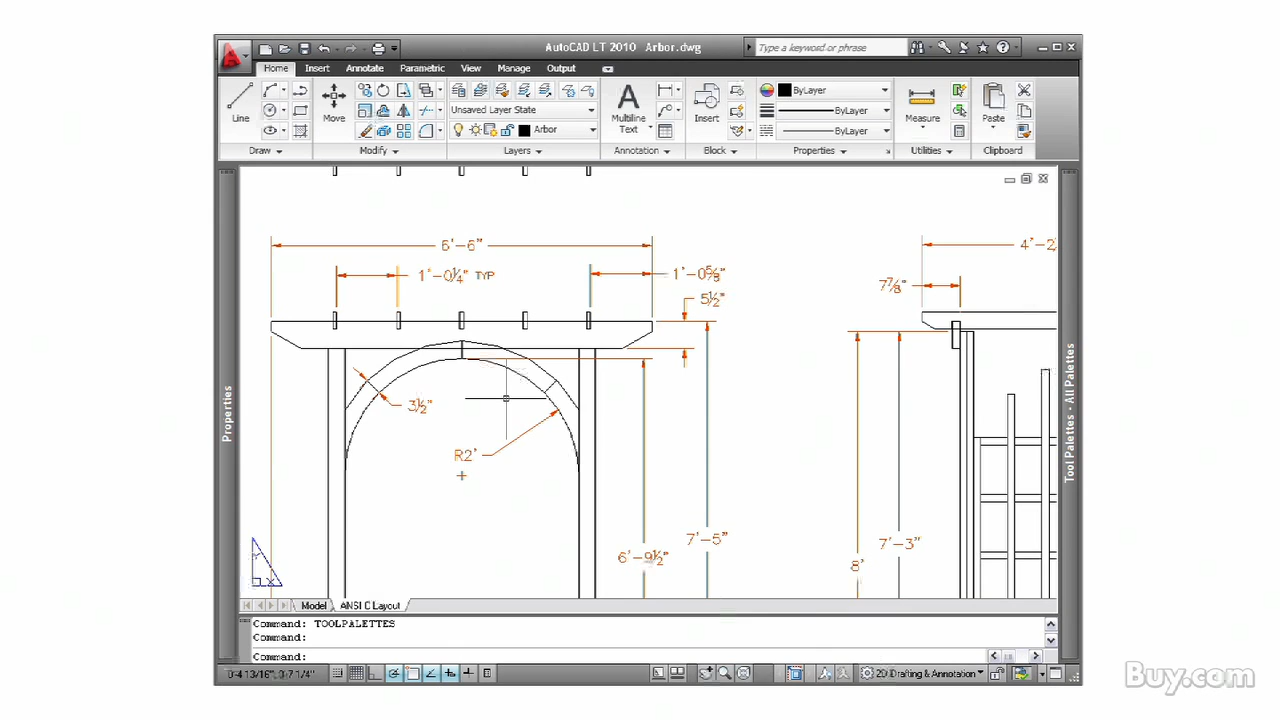 AutoCAD LT 2010 Arbor.dwg
Type a keyword or phrase
Home Insert Annotate Parametric View Manage Output
Line
Move
Unsaved Layer State
Arbor
Multiline
Text
Insert
ByLayer
ByLayer
ByLayer
Measure
Paste
Draw
Modify
Layers
Annotation
Block
Properties
Utilities
Clipboard
6'-6"
4'-2
1'-0¼" TYP
1'-0⅝"
7⅞"
5½"
3½"
R2'
6'-9½"
7'-5"
8'
7'-3"
Properties
Tool Palettes - All Palettes
Model ANSI C Layout
Command: TOOLPALETTES
Command:
Command:
2D Drafting & Annotation
Buy.com